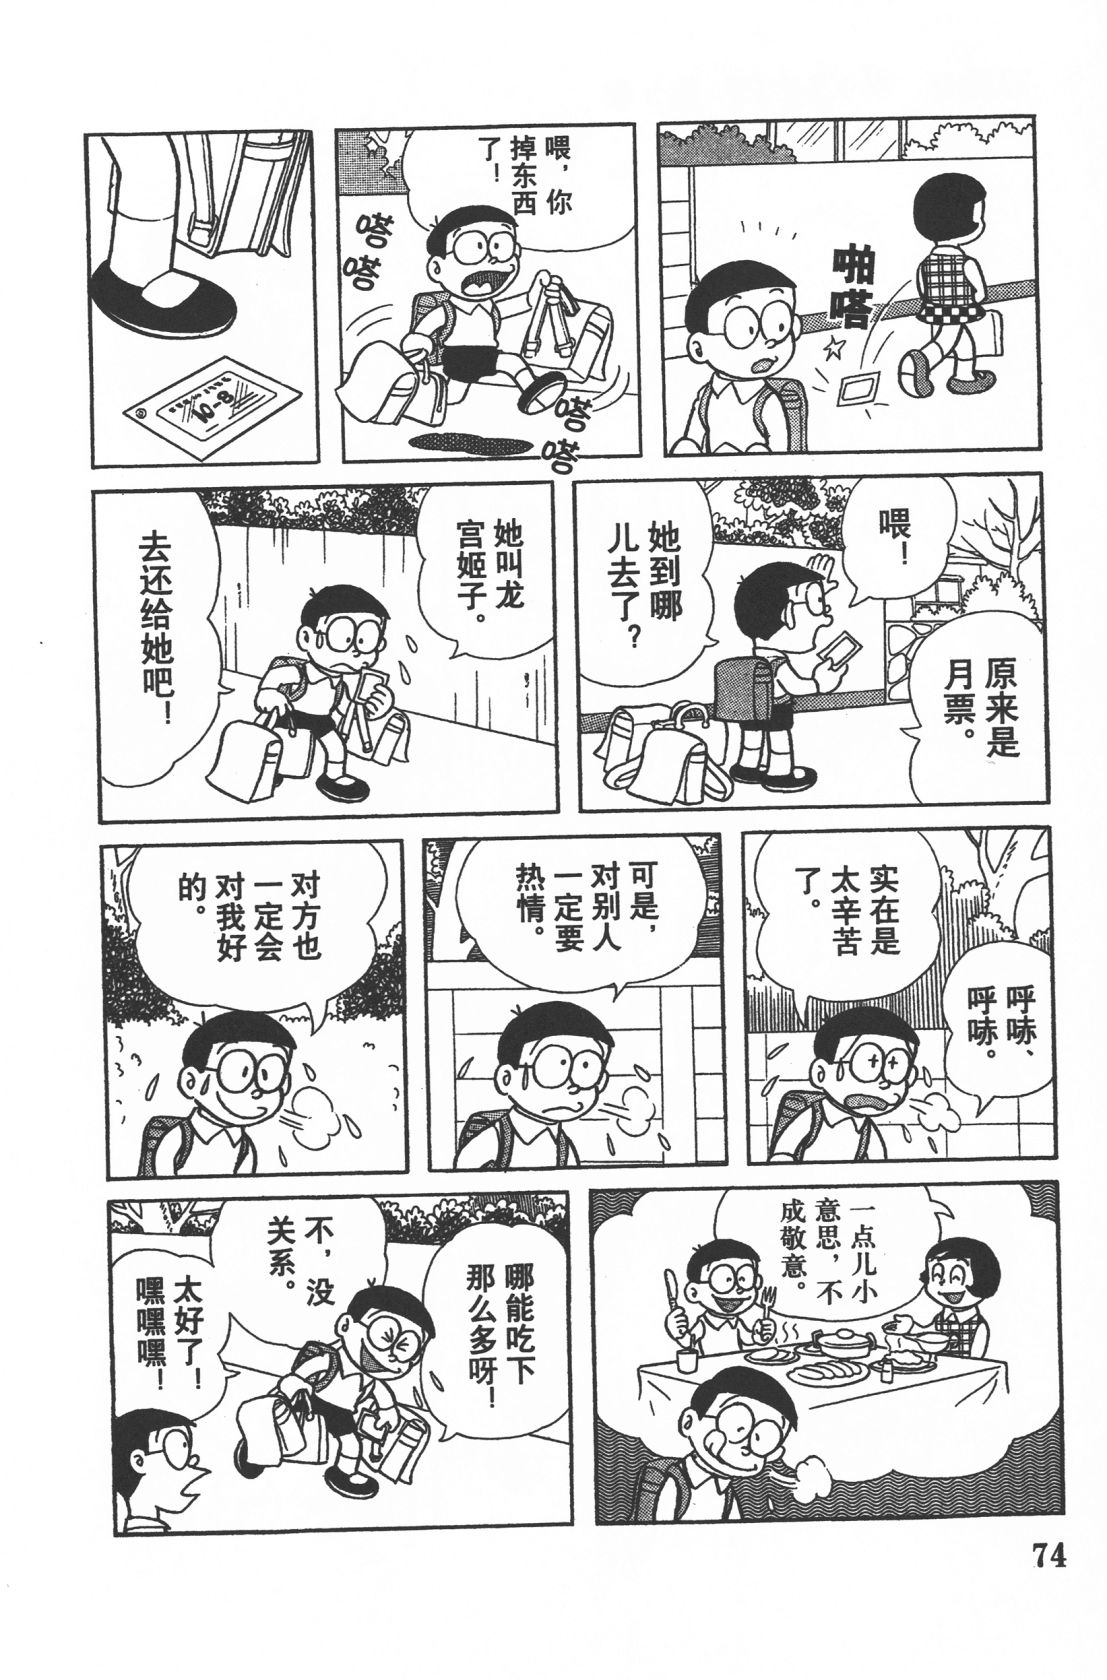 啪嗒
喂，你
掉东西
了！
嗒嗒
嗒嗒
10-8
喂！
原来是
月票。
她到哪
儿去了？
她叫龙
宫姬子。
去还给她吧！
实在是
太辛苦
了。
呼哧、
呼哧。
可是，
对别人
一定要
热情。
对方也
一定会
对我好
的。
一点儿小
意思，不
成敬意。
哪能吃下
那么多呀！
不，没
关系。
太好了！
嘿嘿嘿！
74